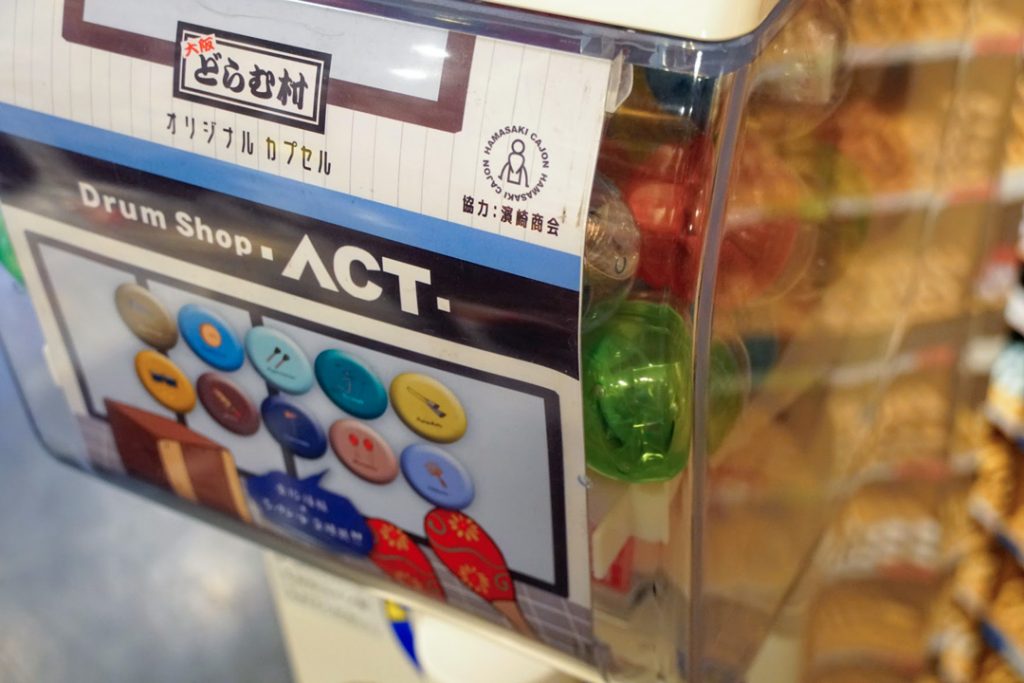 大阪
どらむ村
オリジナル カプセル
HAMASAKI CAJON HAMASAKI CAJON
協力：濱崎商会
Drum Shop · ACT.